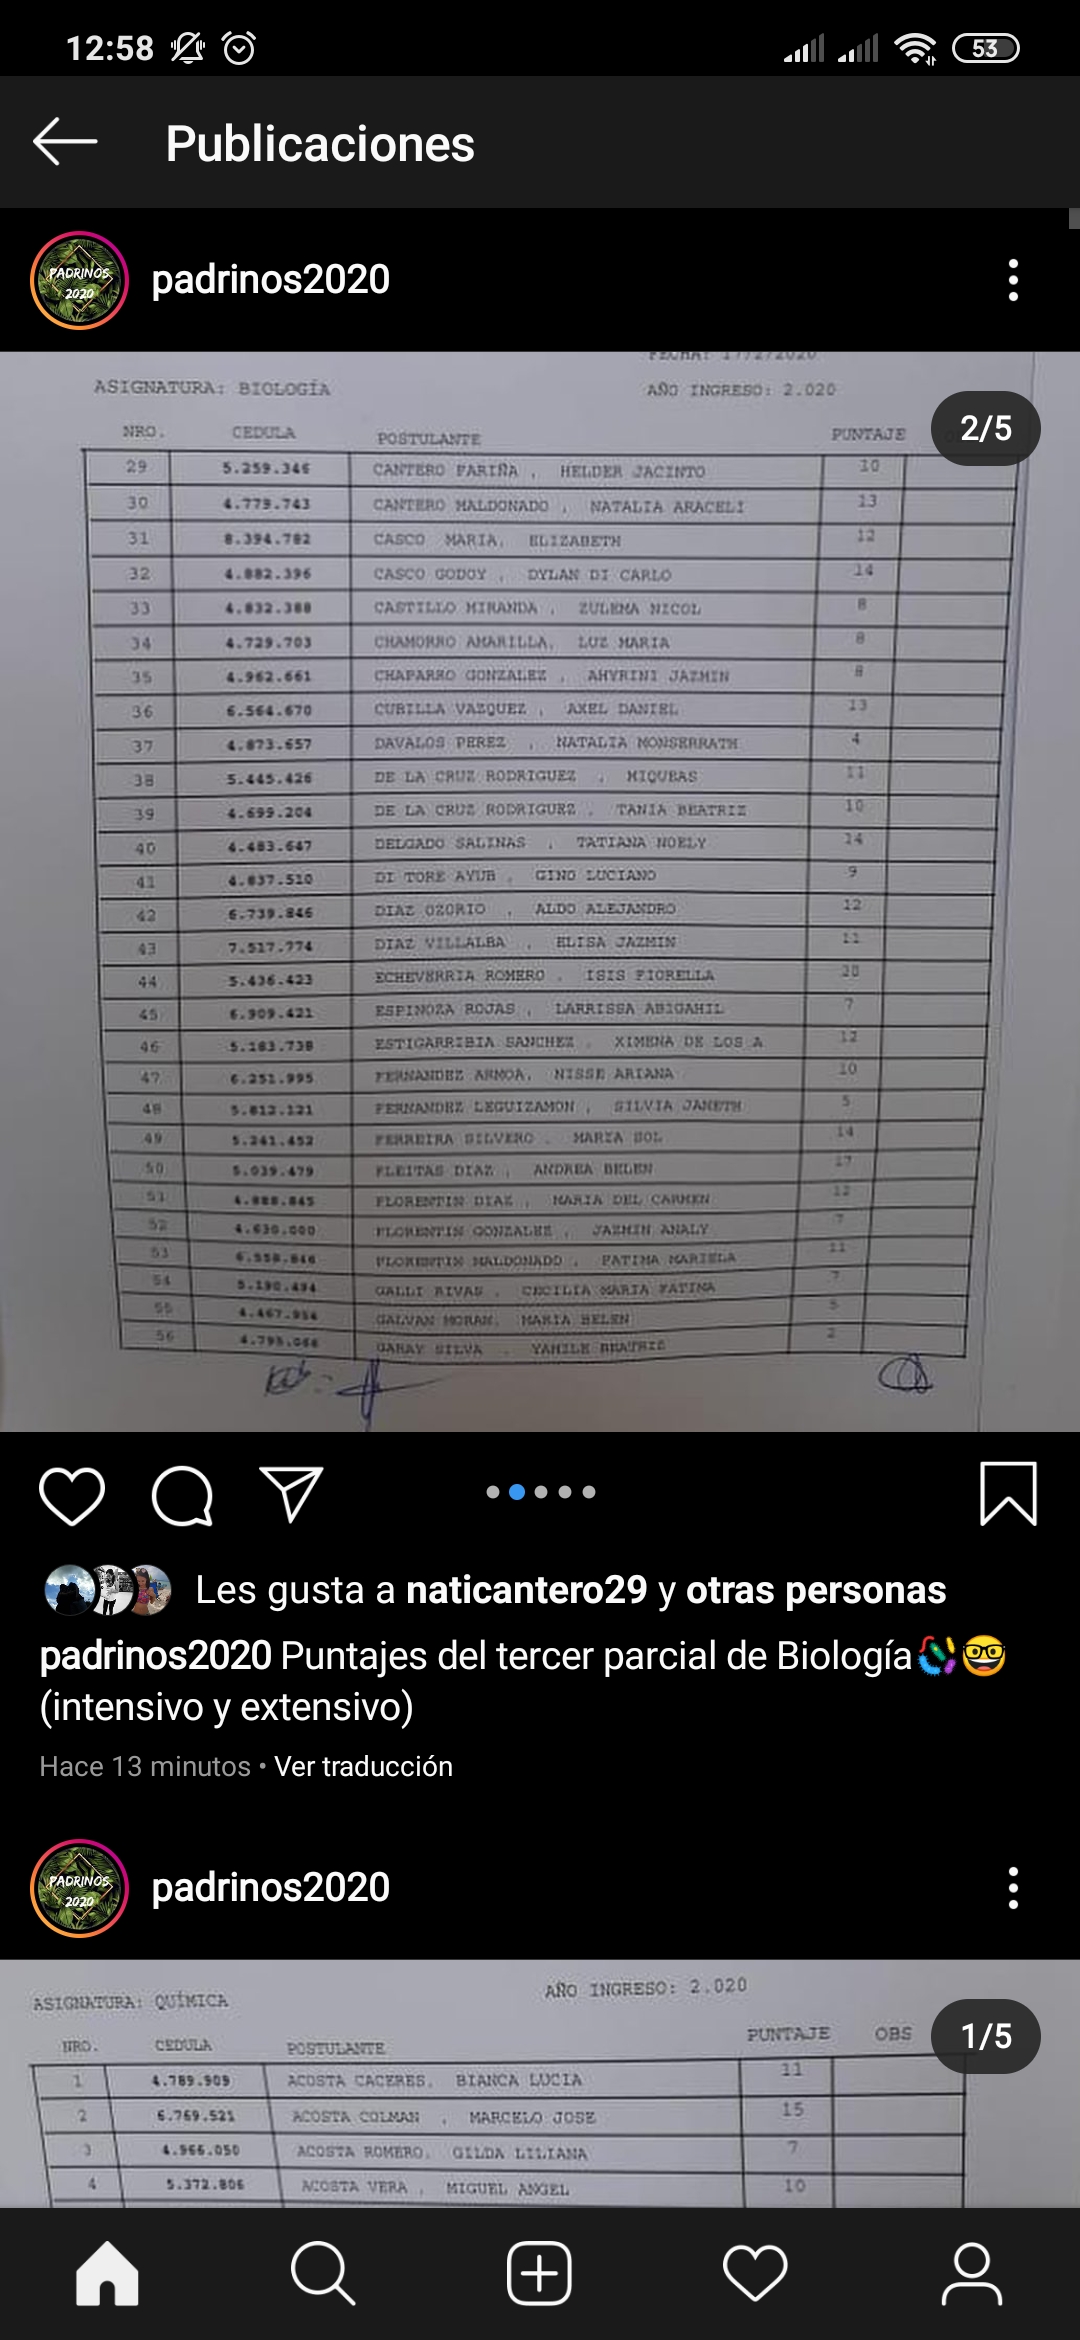 12:58
53
Publicaciones
PADRINOS
2020
padrinos2020
FECHA: 17/2/2020
ASIGNATURA: BIOLOGÍA AÑO INGRESO: 2.020
2/5
NRO. CEDULA POSTULANTE PUNTAJE
29 5.259.346 CANTERO FARIÑA , HELDER JACINTO 10
30 4.779.743 CANTERO MALDONADO , NATALIA ARACELI 13
31 8.394.782 CASCO MARIA, ELIZABETH 12
32 4.882.396 CASCO GODOY , DYLAN DI CARLO 14
33 4.832.388 CASTILLO MIRANDA , ZULEMA NICOL 8
34 4.729.703 CHAMORRO AMARILLA, LUZ MARIA 8
35 4.962.661 CHAPARRO GONZALEZ , AHYRINI JAZMIN 8
36 6.564.670 CUBILLA VAZQUEZ , AXEL DANIEL 13
37 4.873.657 DAVALOS PEREZ , NATALIA MONSERRATH 4
38 5.445.426 DE LA CRUZ RODRIGUEZ , MIQUEAS 11
39 4.699.204 DE LA CRUZ RODRIGUEZ , TANIA BEATRIZ 10
40 4.483.647 DELGADO SALINAS , TATIANA NOELY 14
41 4.837.510 DI TORE AYUB , GINO LUCIANO 9
42 6.739.846 DIAZ OZORIO , ALDO ALEJANDRO 12
43 7.517.774 DIAZ VILLALBA , ELISA JAZMIN 11
44 5.436.423 ECHEVERRIA ROMERO , ISIS FIORELLA
45 6.909.421 ESPINOZA ROJAS , LARRISSA ABIGAHIL 7
46 5.183.738 ESTIGARRIBIA SANCHEZ , XIMENA DE LOS A 12
47 6.251.995 FERNANDEZ ARMOA, NISSE ARIANA 10
48 5.812.121 FERNANDEZ LEGUIZAMON , SILVIA JANETH 5
49 5.241.452 FERREIRA SILVERO , MARIA SOL 14
50 5.039.479 FLEITAS DIAZ , ANDREA BELEN 17
51 4.988.845 FLORENTIN DIAZ , MARIA DEL CARMEN 12
52 4.630.000 FLORENTIN GONZALEZ , JAZMIN ANALY 7
53 6.558.846 FLORENTIN MALDONADO , FATIMA MARIELA 11
54 5.190.494 GALLI RIVAS , CECILIA MARIA FATIMA 7
55 4.467.954 GALVAN MORAN, MARIA BELEN 5
56 4.795.066 GARAY SILVA , YAMILE BEATRIZ 2
Les gusta a naticantero29 y otras personas
padrinos2020 Puntajes del tercer parcial de Biología
(intensivo y extensivo)
Hace 13 minutos • Ver traducción
PADRINOS
2020
padrinos2020
ASIGNATURA: QUÍMICA AÑO INGRESO: 2.020
1/5
NRO. CEDULA POSTULANTE PUNTAJE OBS
1 4.789.909 ACOSTA CACERES, BIANCA LUCIA 11
2 6.769.521 ACOSTA COLMAN , MARCELO JOSE 15
3 4.966.050 ACOSTA ROMERO, GILDA LILIANA 7
4 5.372.806 ACOSTA VERA , MIGUEL ANGEL 10